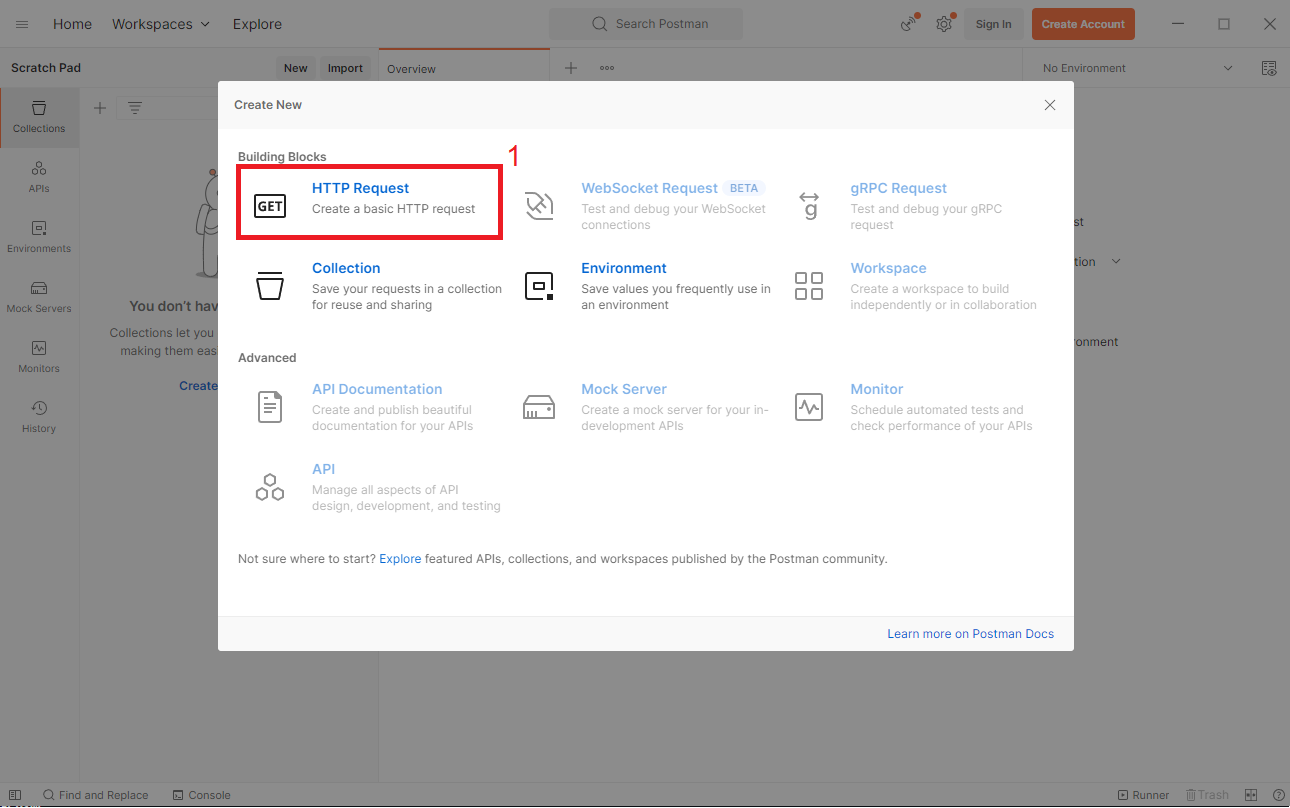 Home Workspaces Explore Search Postman Sign In Create Account
Scratch Pad New Import Overview No Environment
Create New
Collections
APIs
Environments
Mock Servers
Monitors
History
You don't hav
Collections let you
making them eas
Create
Building Blocks
1
GET
HTTP Request
Create a basic HTTP request
WebSocket Request BETA
Test and debug your WebSocket
connections
g
gRPC Request
Test and debug your gRPC
request
Collection
Save your requests in a collection
for reuse and sharing
Environment
Save values you frequently use in
an environment
Workspace
Create a workspace to build
independently or in collaboration
Advanced
API Documentation
Create and publish beautiful
documentation for your APIs
Mock Server
Create a mock server for your in-
development APIs
Monitor
Schedule automated tests and
check performance of your APIs
API
Manage all aspects of API
design, development, and testing
Not sure where to start? Explore featured APIs, collections, and workspaces published by the Postman community.
Learn more on Postman Docs
st
tion
onment
Find and Replace Console Runner Trash